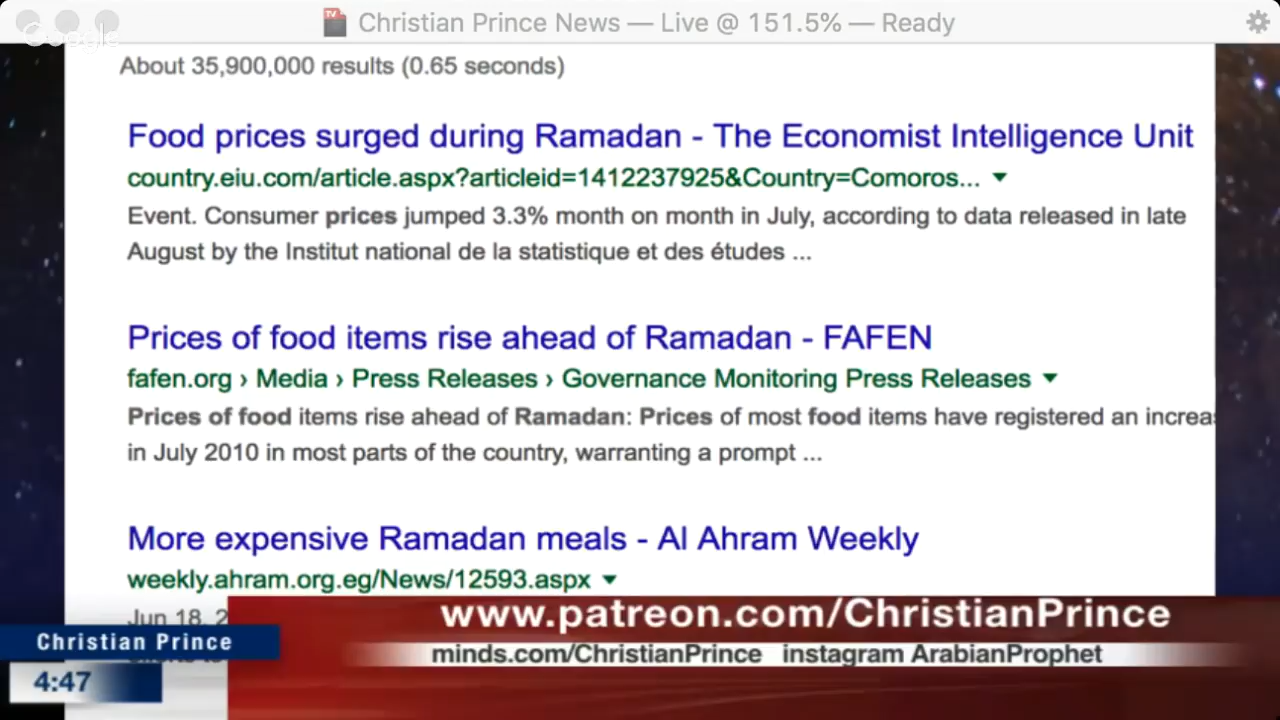 Christian Prince News — Live @ 151.5% — Ready
Google
About 35,900,000 results (0.65 seconds)
Food prices surged during Ramadan - The Economist Intelligence Unit
country.eiu.com/article.aspx?articleid=1412237925&Country=Comoros...
Event. Consumer prices jumped 3.3% month on month in July, according to data released in late
August by the Institut national de la statistique et des études ...
Prices of food items rise ahead of Ramadan - FAFEN
fafen.org › Media › Press Releases › Governance Monitoring Press Releases
Prices of food items rise ahead of Ramadan: Prices of most food items have registered an increas
in July 2010 in most parts of the country, warranting a prompt ...
More expensive Ramadan meals - Al Ahram Weekly
weekly.ahram.org.eg/News/12593.aspx
Jun 18, 2
www.patreon.com/ChristianPrince
Christian Prince
minds.com/ChristianPrince instagram ArabianProphet
4:47